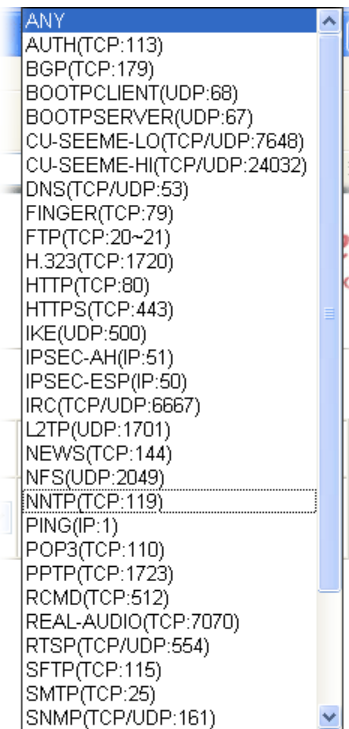 ANY
AUTH(TCP:113)
BGP(TCP:179)
BOOTPCLIENT(UDP:68)
BOOTPSERVER(UDP:67)
CU-SEEME-LO(TCP/UDP:7648)
CU-SEEME-HI(TCP/UDP:24032)
DNS(TCP/UDP:53)
FINGER(TCP:79)
FTP(TCP:20~21)
H.323(TCP:1720)
HTTP(TCP:80)
HTTPS(TCP:443)
IKE(UDP:500)
IPSEC-AH(IP:51)
IPSEC-ESP(IP:50)
IRC(TCP/UDP:6667)
L2TP(UDP:1701)
NEWS(TCP:144)
NFS(UDP:2049)
NNTP(TCP:119)
PING(IP:1)
POP3(TCP:110)
PPTP(TCP:1723)
RCMD(TCP:512)
REAL-AUDIO(TCP:7070)
RTSP(TCP/UDP:554)
SFTP(TCP:115)
SMTP(TCP:25)
SNMP(TCP/UDP:161)